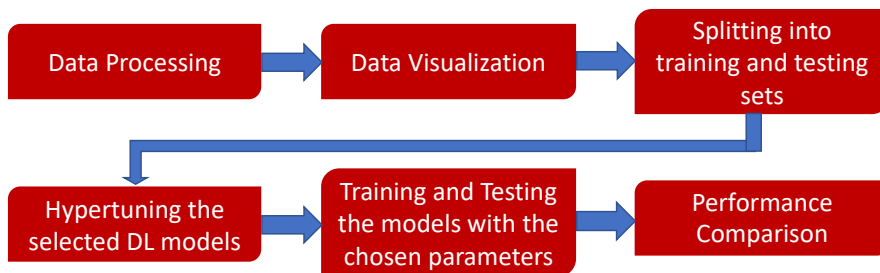 Data Processing
Data Visualization
Splitting into
training and testing
sets
Hypertuning the
selected DL models
Training and Testing
the models with the
chosen parameters
Performance
Comparison